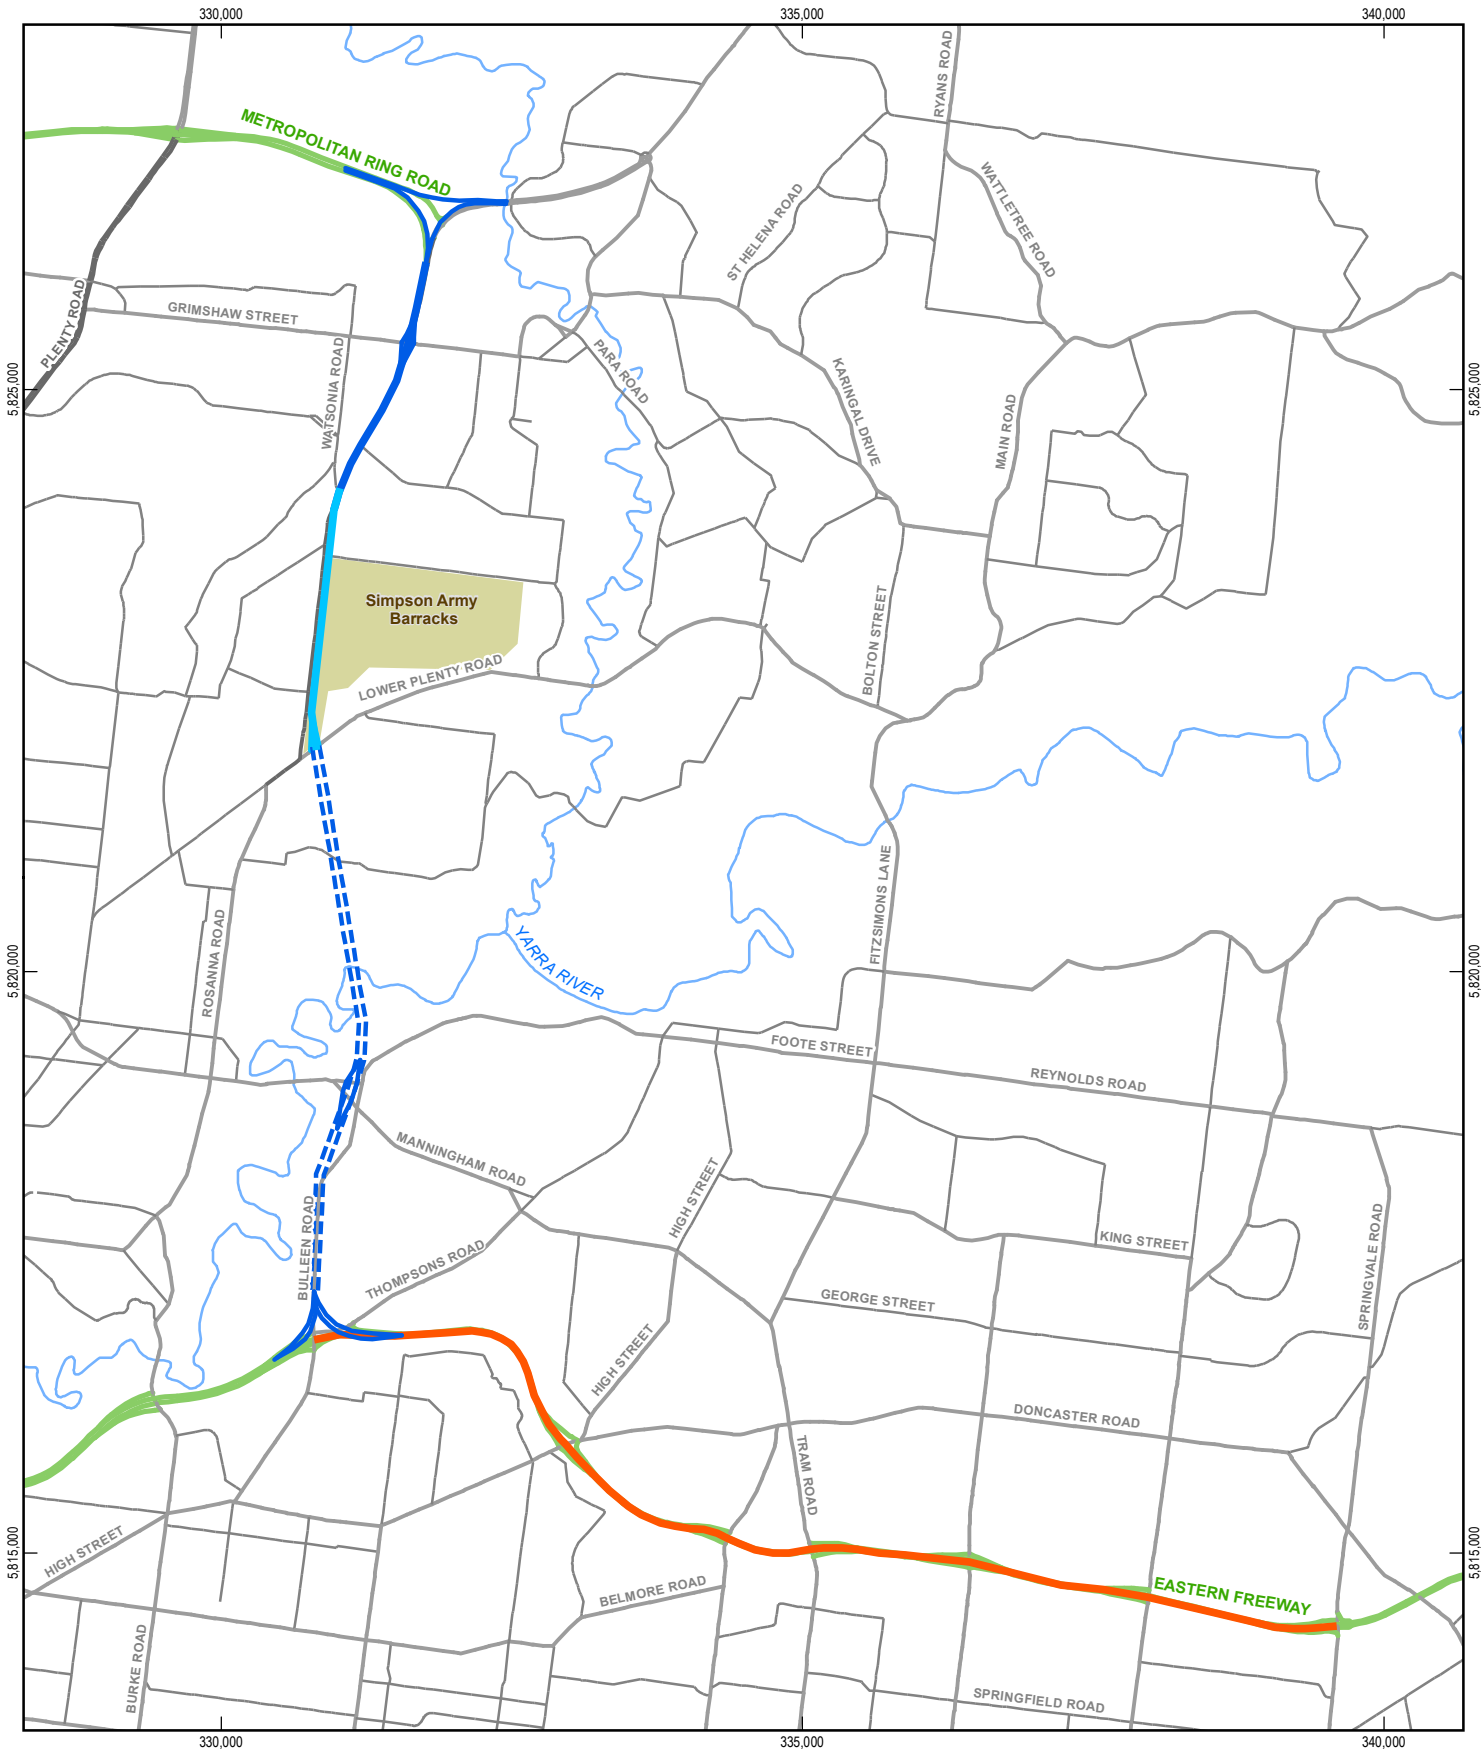 330,000
335,000
340,000
RYANS ROAD
METROPOLITAN RING ROAD
WATTLETREE ROAD
ST HELENA ROAD
PLENTY ROAD
GRIMSHAW STREET
WATSONIA ROAD
PARA ROAD
KARINGAL DRIVE
MAIN ROAD
5,825,000
5,825,000
Simpson Army
Barracks
BOLTON STREET
LOWER PLENTY ROAD
FITZSIMONS LANE
ROSANNA ROAD
YARRA RIVER
5,820,000
5,820,000
FOOTE STREET
REYNOLDS ROAD
MANNINGHAM ROAD
HIGH STREET
BULLEEN ROAD
THOMPSONS ROAD
KING STREET
SPRINGVALE ROAD
GEORGE STREET
HIGH STREET
DONCASTER ROAD
TRAM ROAD
HIGH STREET
5,815,000
5,815,000
BELMORE ROAD
EASTERN FREEWAY
BURKE ROAD
SPRINGFIELD ROAD
330,000
335,000
340,000